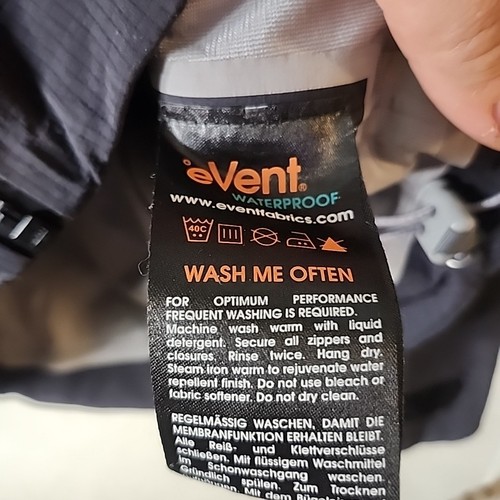 eVent®
WATERPROOF
www.eventfabrics.com
40C
WASH ME OFTEN
FOR OPTIMUM PERFORMANCE
FREQUENT WASHING IS REQUIRED.
Machine wash warm with liquid
detergent. Secure all zippers and
closures. Rinse twice. Hang dry.
Steam iron warm to rejuvenate water
repellent finish. Do not use bleach or
fabric softener. Do not dry clean.
REGELMÄSSIG WASCHEN, DAMIT DIE
MEMBRANFUNKTION ERHALTEN BLEIBT.
Alle Reiß- und Klettverschlüsse
schließen. Mit flüssigem Waschmittel
im Schonwaschgang waschen.
Gründlich spülen. Zum Trocknen
Mit dem